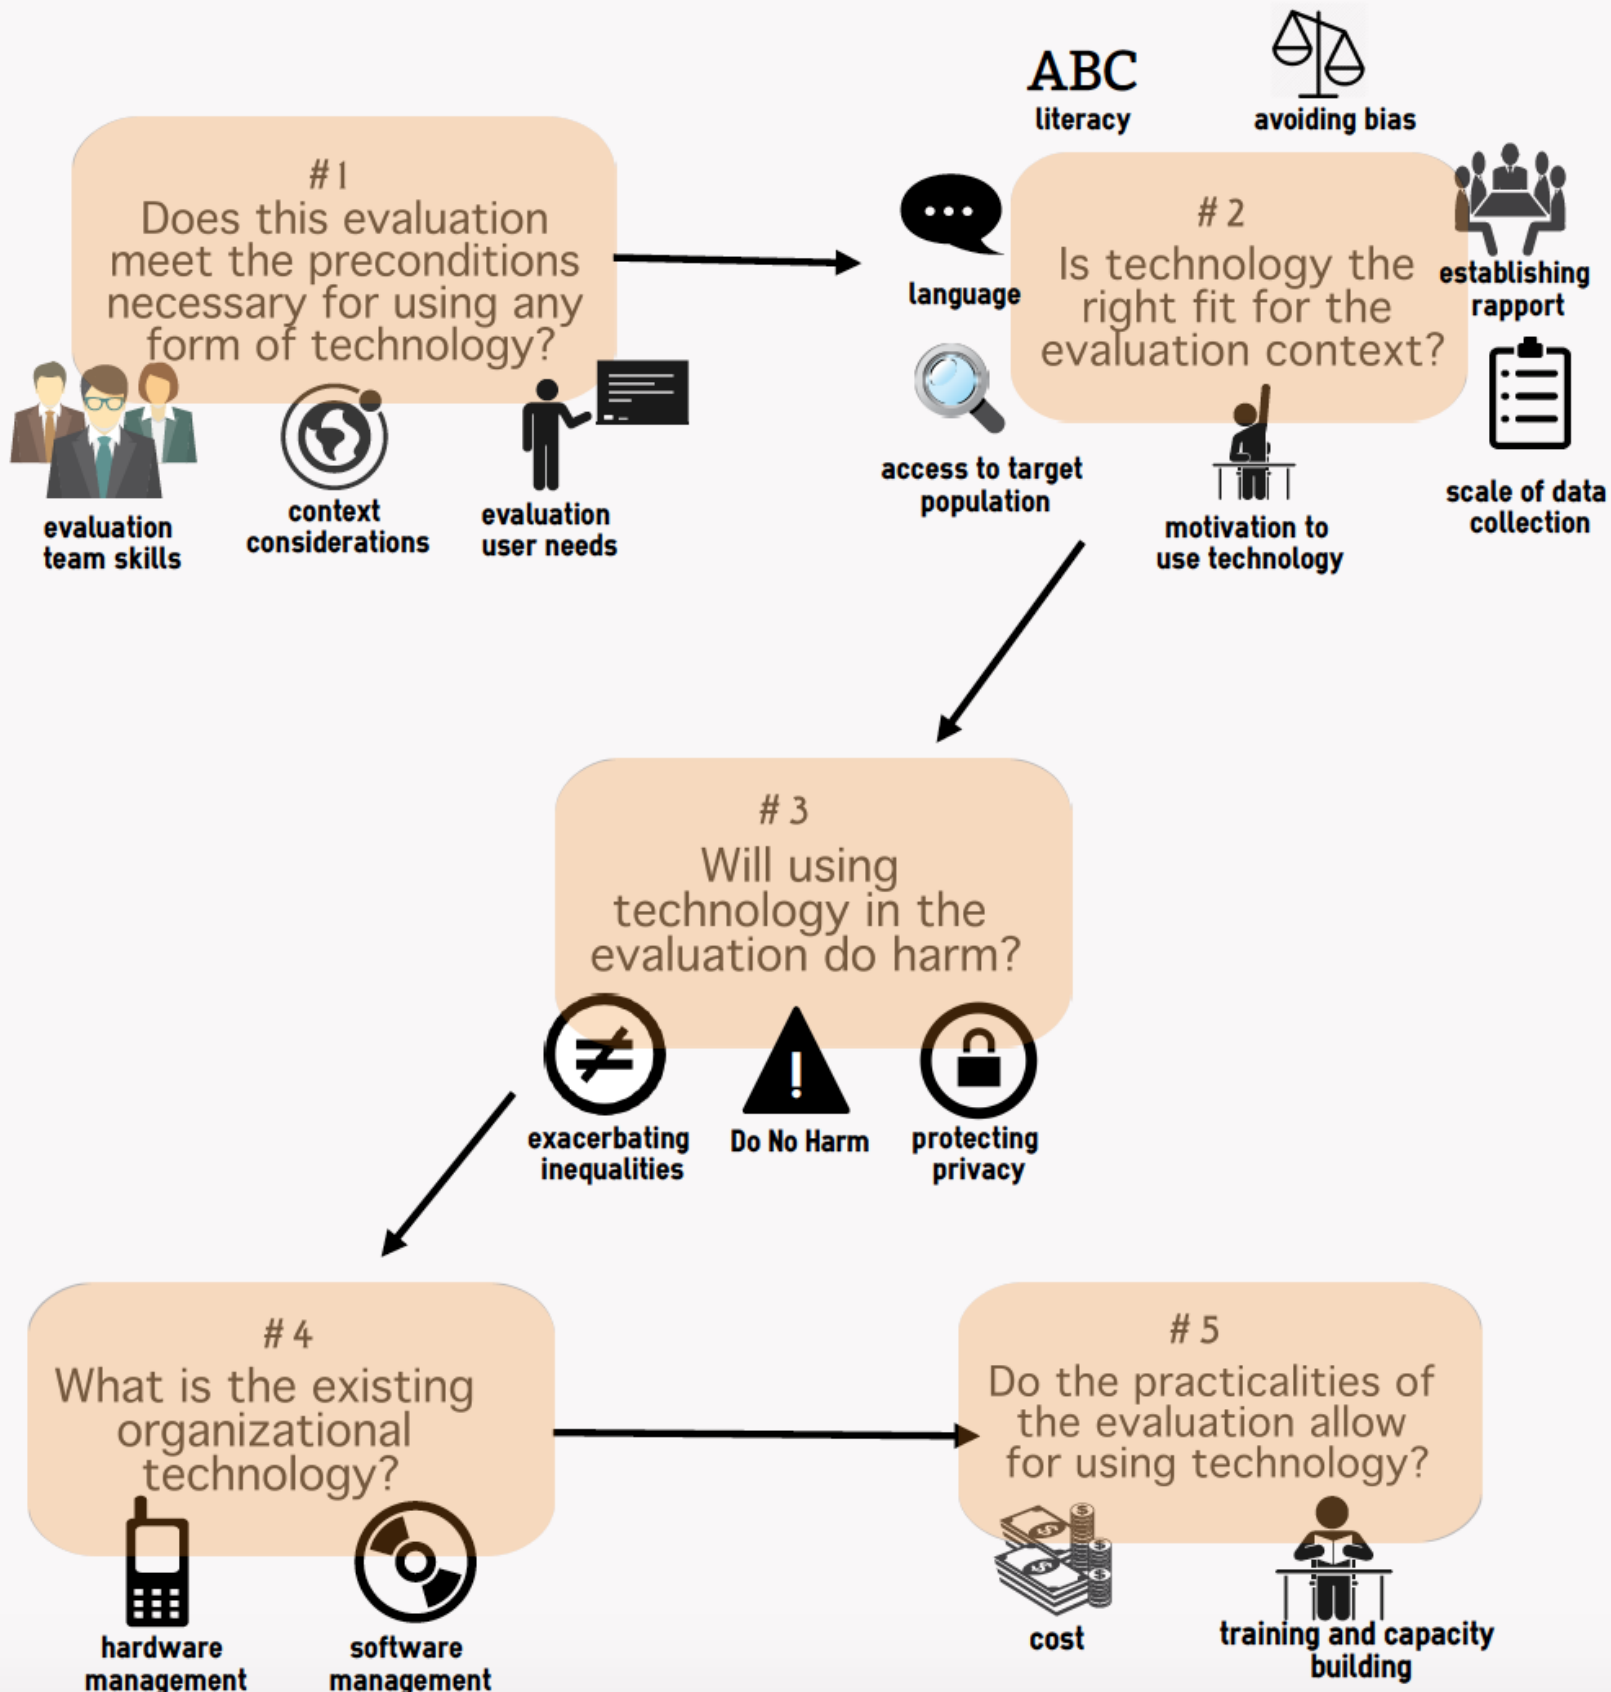 # 1
Does this evaluation
meet the preconditions
necessary for using any
form of technology?
evaluation
team skills
context
considerations
evaluation
user needs
ABC
literacy
avoiding bias
language
# 2
Is technology the
right fit for the
evaluation context?
establishing
rapport
access to target
population
motivation to
use technology
scale of data
collection
# 3
Will using
technology in the
evaluation do harm?
exacerbating
inequalities
!
Do No Harm
protecting
privacy
# 4
What is the existing
organizational
technology?
hardware
management
software
management
# 5
Do the practicalities of
the evaluation allow
for using technology?
cost
training and capacity
building